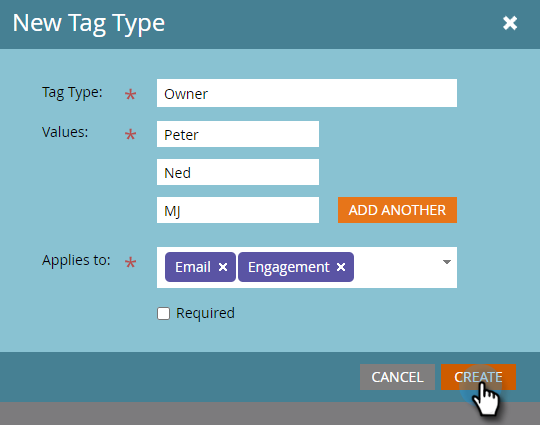 New Tag Type
Tag Type: * Owner
Values: * Peter
Ned
MJ ADD ANOTHER
Applies to: * Email × Engagement ×
Required
CANCEL CREATE